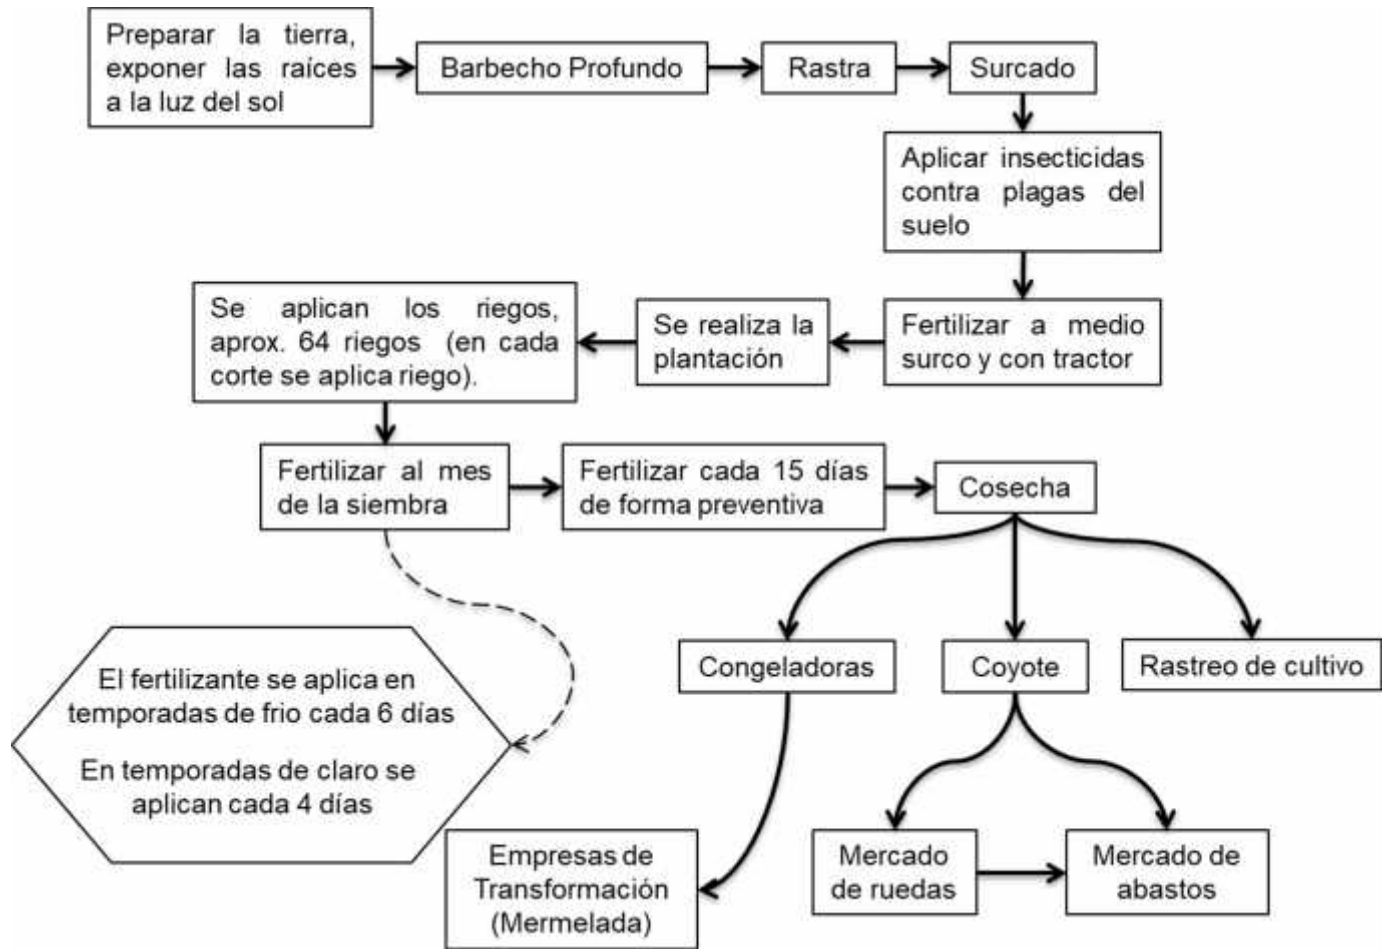 Preparar la tierra,
exponer las raíces
a la luz del sol
Barbecho Profundo
Rastra
Surcado
Aplicar insecticidas
contra plagas del
suelo
Fertilizar a medio
surco y con tractor
Se realiza la
plantación
Se aplican los riegos,
aprox. 64 riegos (en cada
corte se aplica riego).
Fertilizar al mes
de la siembra
Fertilizar cada 15 días
de forma preventiva
Cosecha
El fertilizante se aplica en
temporadas de frio cada 6 días
En temporadas de claro se
aplican cada 4 días
Congeladoras
Coyote
Rastreo de cultivo
Empresas de
Transformación
(Mermelada)
Mercado
de ruedas
Mercado de
abastos